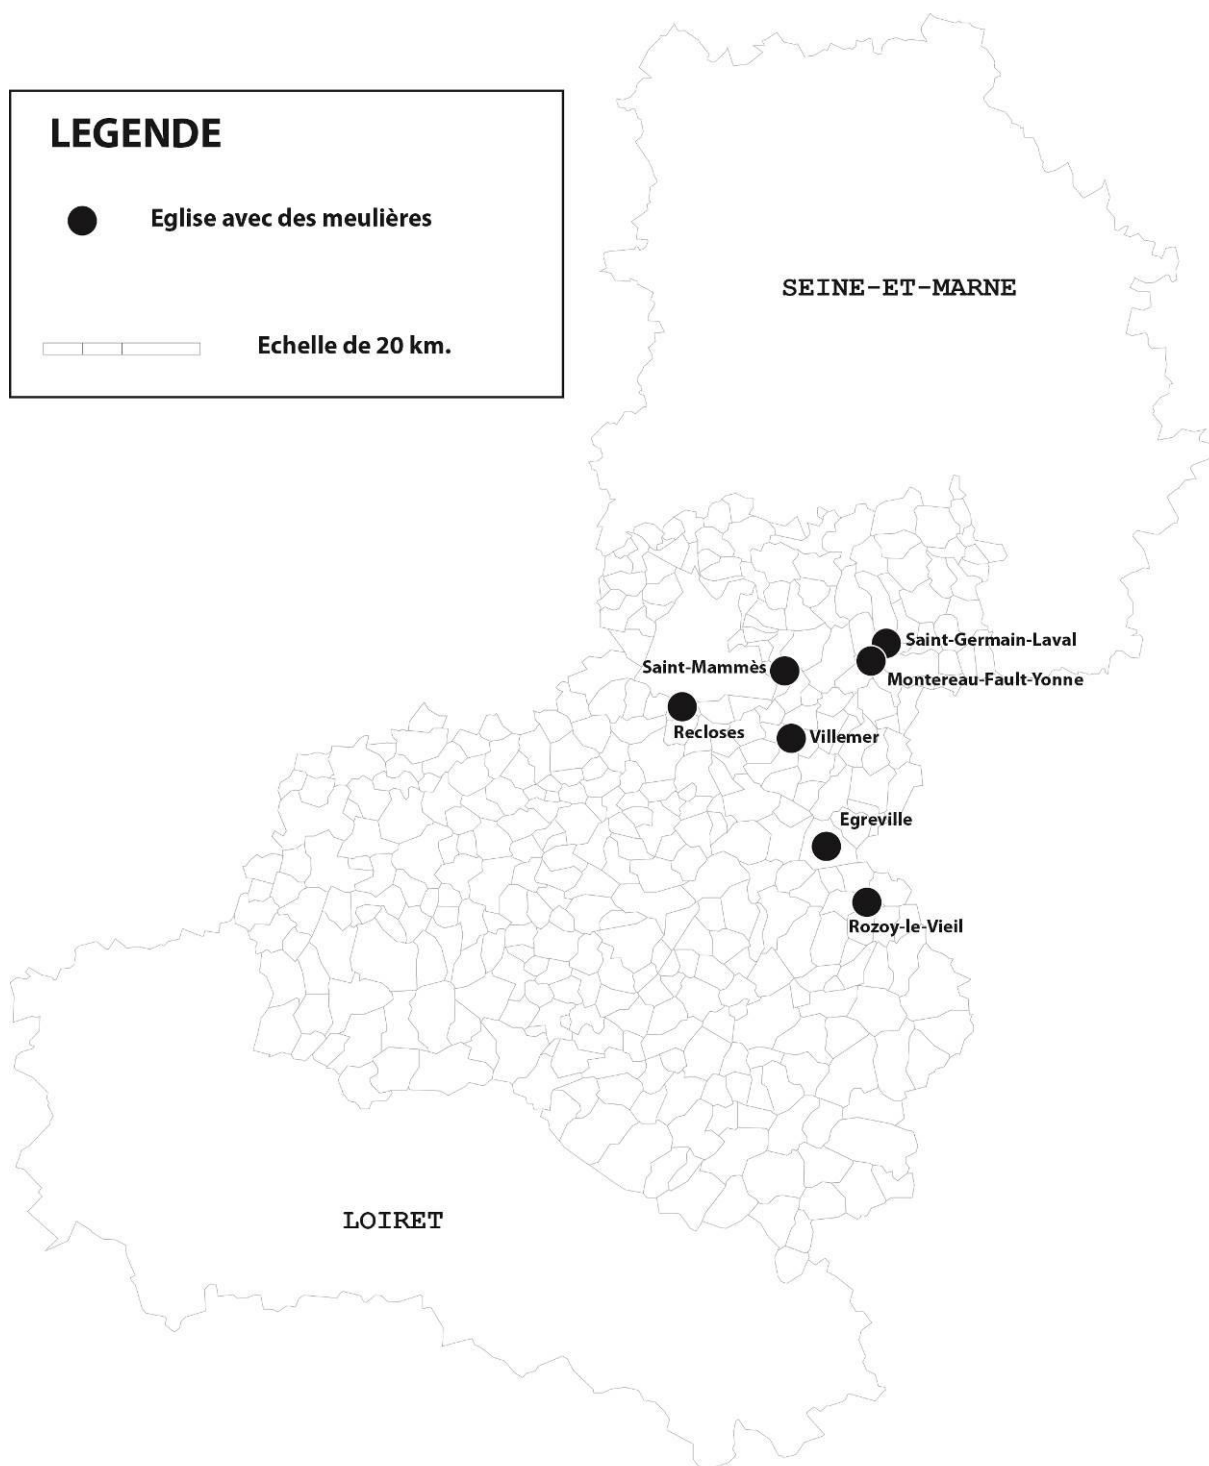 LEGENDE
Eglise avec des meulières
Echelle de 20 km.
SEINE-ET-MARNE
Saint-Germain-Laval
Saint-Mammès
Montereau-Fault-Yonne
Recloses
Villemer
Egreville
Rozoy-le-Vieil
LOIRET